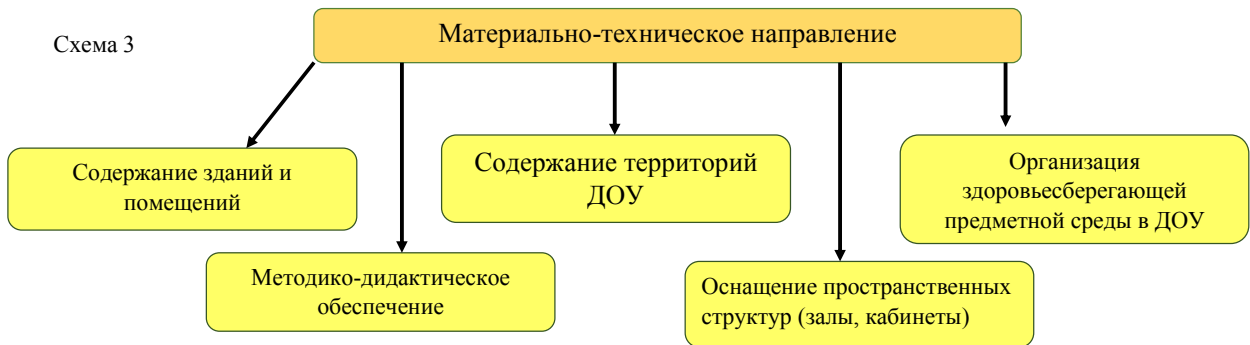 Схема 3
Материально-техническое направление
Содержание зданий и
помещений
Методико-дидактическое
обеспечение
Содержание территорий
ДОУ
Оснащение пространственных
структур (залы, кабинеты)
Организация
здоровьесберегающей
предметной среды в ДОУ